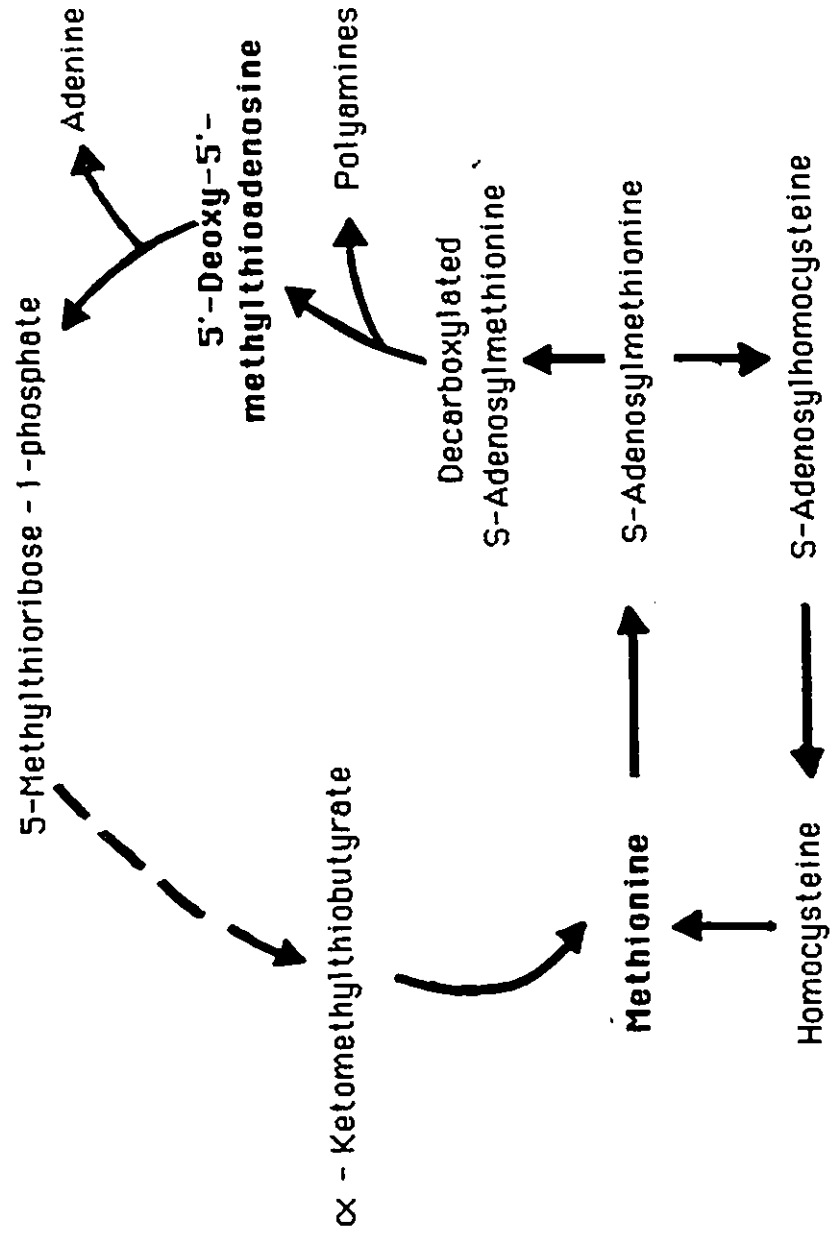 5-Methylthioribose - 1-phosphate
Adenine
5'-Deoxy-5'-
methylthioadenosine
α - Ketomethylthiobutyrate
Polyamines
Decarboxylated
S-Adenosylmethionine
Methionine
S-Adenosylmethionine
Homocysteine
S-Adenosylhomocysteine